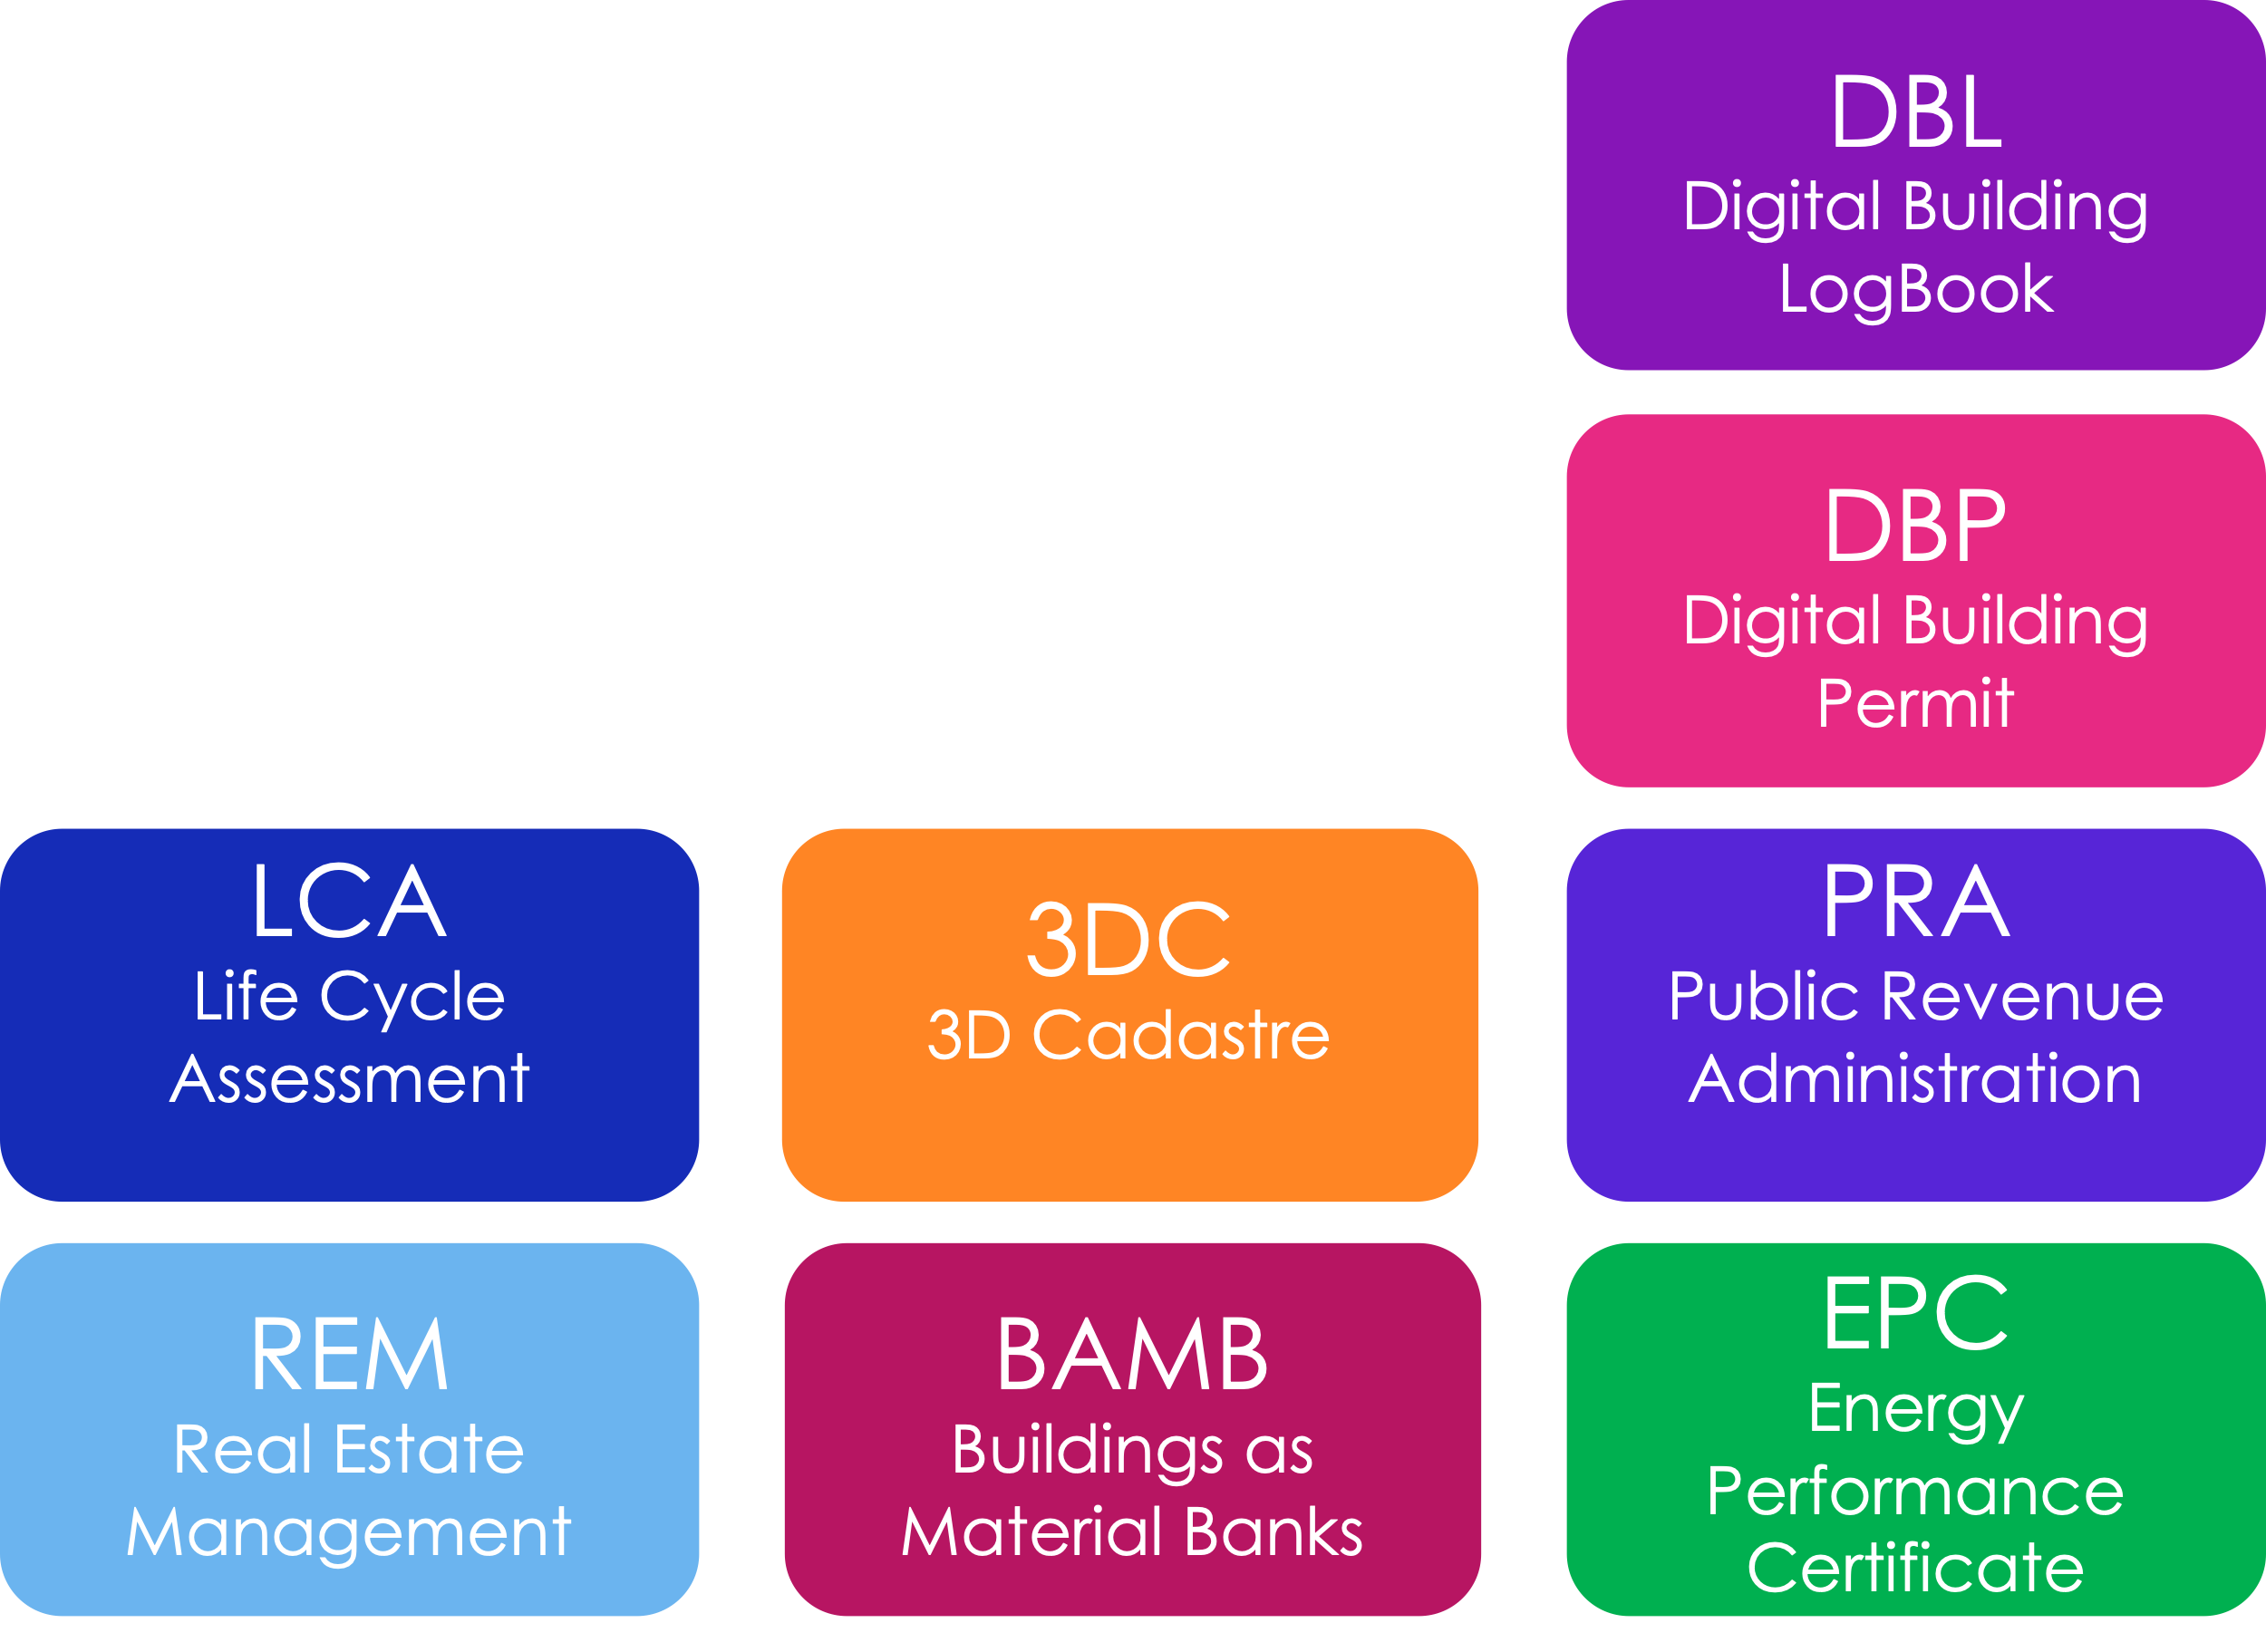 DBL
Digital Building
LogBook
DBP
Digital Building
Permit
LCA
Life Cycle
Assessment
3DC
3D Cadastre
PRA
Public Revenue
Administration
REM
Real Estate
Management
BAMB
Buildings as
Material Banks
EPC
Energy
Performance
Certificate